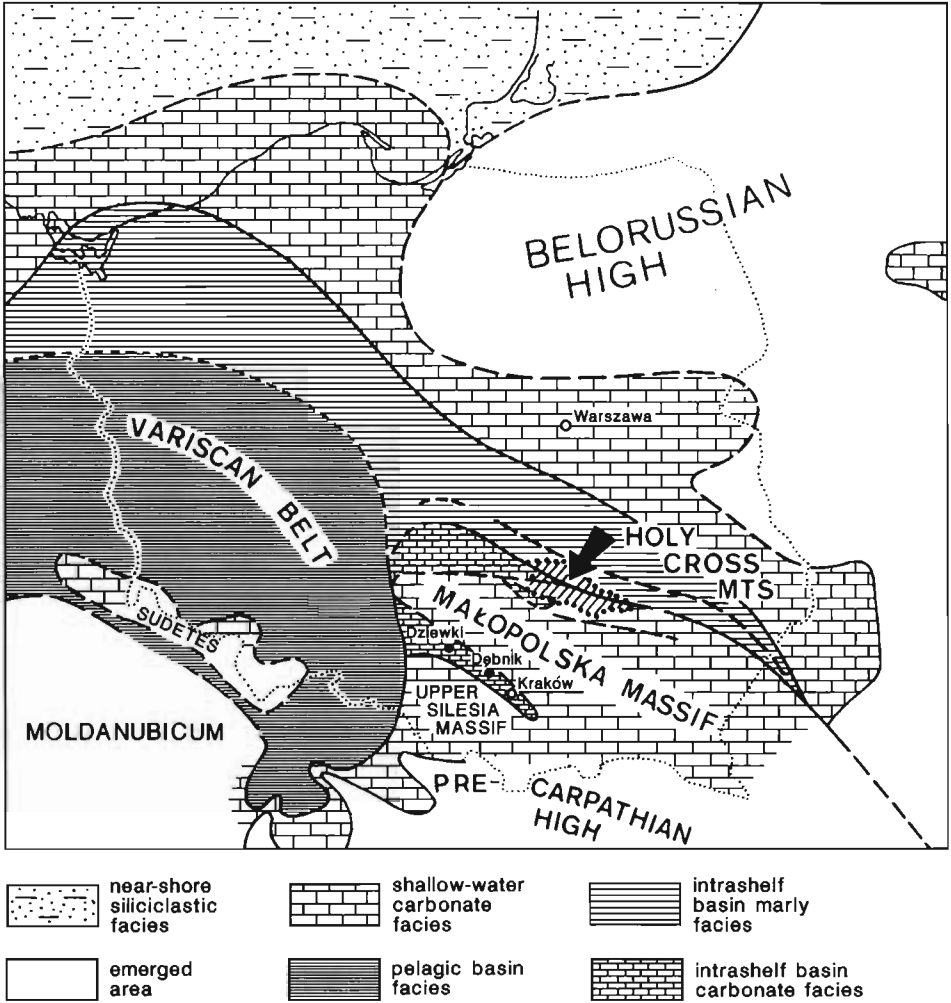 BELORUSSIAN
HIGH
Warszawa
VARISCAN BELT
HOLY
CROSS
MTS
MAŁOPOLSKA MASSIF
Dziewki
Dębnik
Kraków
SUDETES
UPPER
SILESIA
MASSIF
MOLDANUBICUM
PRE-
CARPATHIAN
HIGH
near-shore
siliciclastic
facies
shallow-water
carbonate
facies
intrashelf
basin marly
facies
emerged
area
pelagic basin
facies
intrashelf basin
carbonate facies